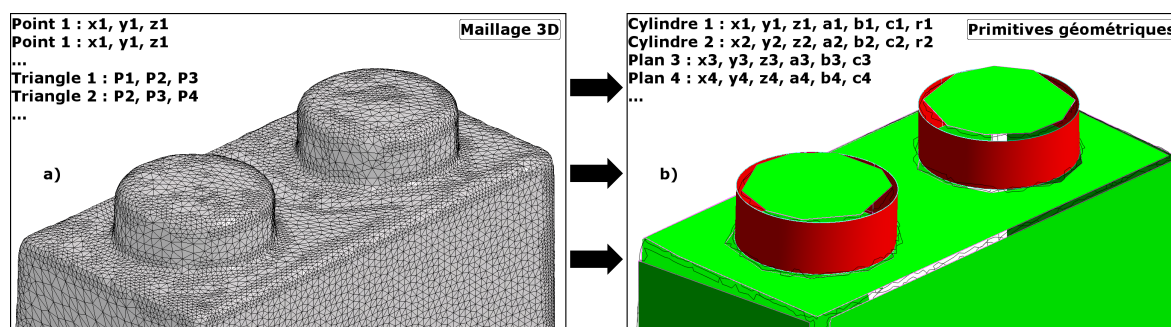 Point 1 : x1, y1, z1
Point 1 : x1, y1, z1
...
Triangle 1 : P1, P2, P3
Triangle 2 : P2, P3, P4
...
Maillage 3D
a)
Cylindre 1 : x1, y1, z1, a1, b1, c1, r1
Cylindre 2 : x2, y2, z2, a2, b2, c2, r2
Plan 3 : x3, y3, z3, a3, b3, c3
Plan 4 : x4, y4, z4, a4, b4, c4
...
Primitives géométriques
b)